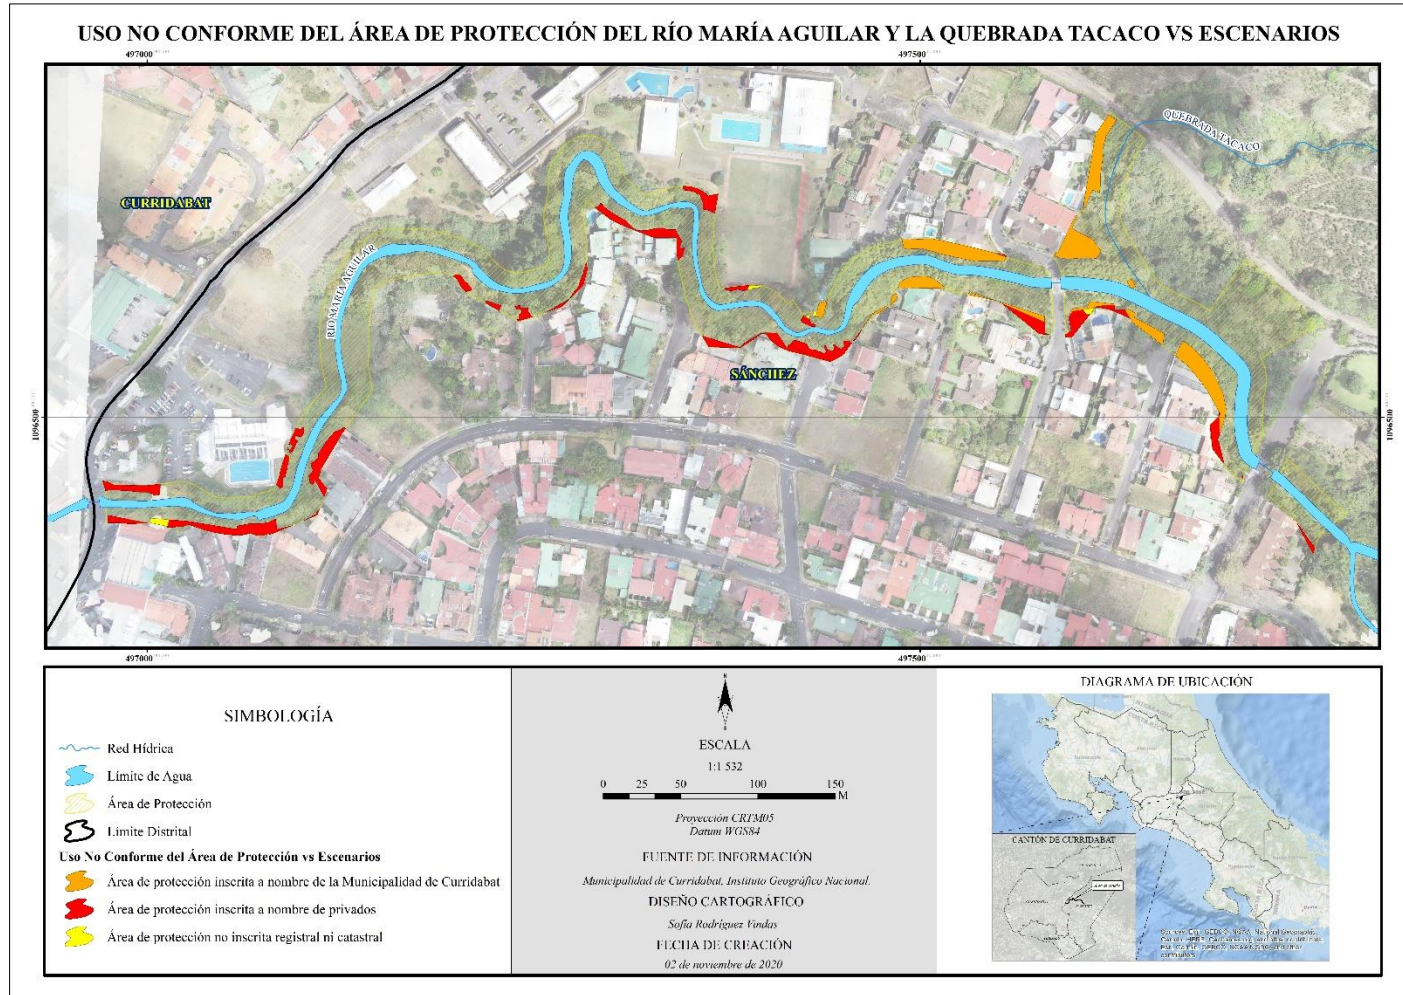 USO NO CONFORME DEL ÁREA DE PROTECCIÓN DEL RÍO MARÍA AGUILAR Y LA QUEBRADA TACACO VS ESCENARIOS
497000
497500
QUEBRADA TACACO
CURRIDABAT
RÍO MARÍA AGUILAR
SÁNCHEZ
1096500
1096500
497000
497500
SIMBOLOGÍA
Red Hídrica
Límite de Agua
Área de Protección
Límite Distrital
Uso No Conforme del Área de Protección vs Escenarios
Área de protección inscrita a nombre de la Municipalidad de Curridabat
Área de protección inscrita a nombre de privados
Área de protección no inscrita registral ni catastral
N
S
ESCALA
1:1 532
0 25 50 100 150
M
Proyección CRTM05
Datum WGS84
FUENTE DE INFORMACIÓN
Municipalidad de Curridabat, Instituto Geográfico Nacional.
DISEÑO CARTOGRÁFICO
Sofía Rodríguez Vindas
FECHA DE CREACIÓN
02 de noviembre de 2020
DIAGRAMA DE UBICACIÓN
CANTÓN DE CURRIDABAT